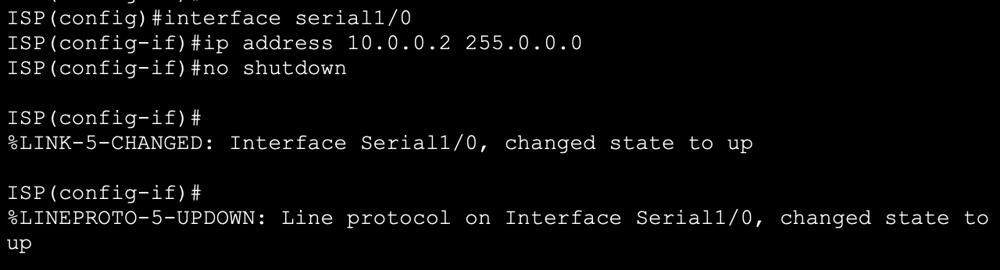 ISP(config)#interface serial1/0
ISP(config-if)#ip address 10.0.0.2 255.0.0.0
ISP(config-if)#no shutdown
ISP(config-if)#
%LINK-5-CHANGED: Interface Serial1/0, changed state to up
ISP(config-if)#
%LINEPROTO-5-UPDOWN: Line protocol on Interface Serial1/0, changed state to
up